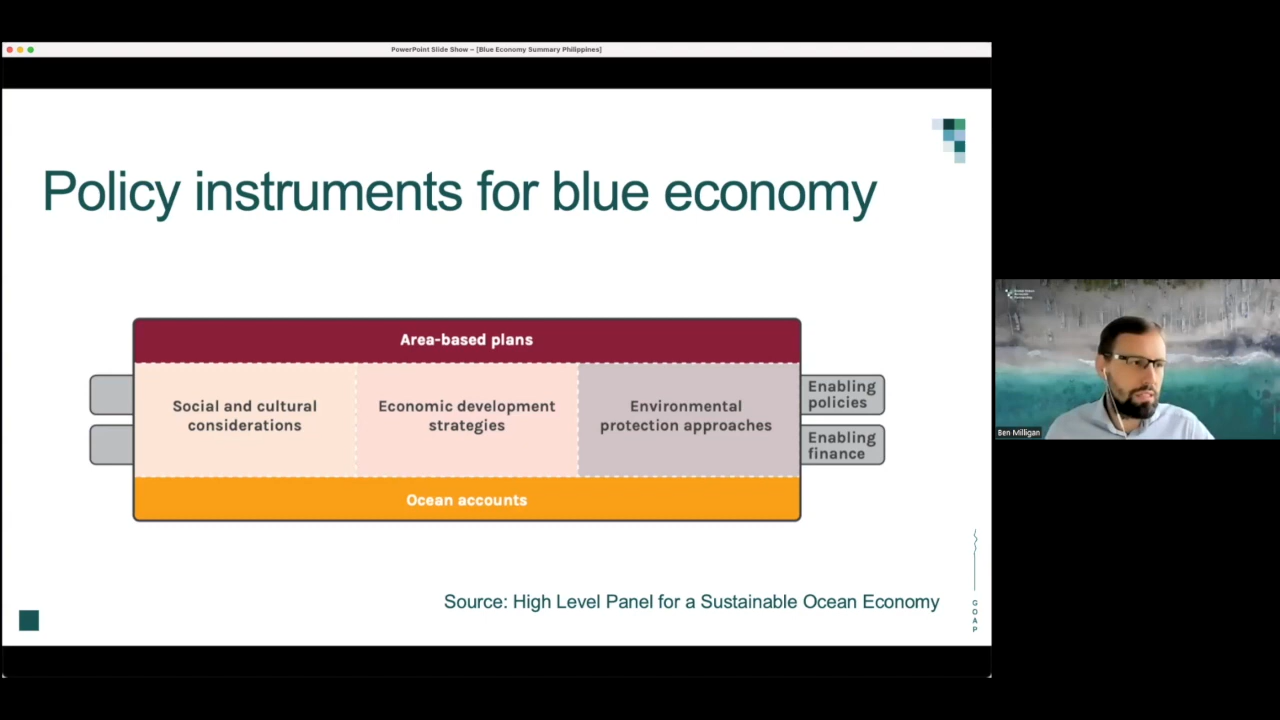 PowerPoint Slide Show – [Blue Economy Summary Philippines]
Policy instruments for blue economy
Area-based plans
Social and cultural
considerations
Economic development
strategies
Environmental
protection approaches
Enabling
policies
Enabling
finance
Ocean accounts
Source: High Level Panel for a Sustainable Ocean Economy
G
O
A
P
Ben Milligan